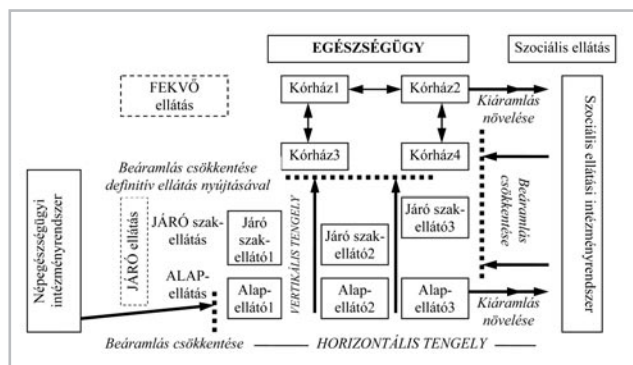 EGÉSZSÉGÜGY
Szociális ellátás
FEKVŐ
ellátás
Kórház1
Kórház2
Kiáramlás
növelése
Kórház3
Kórház4
Beáramlás csökkentése
definitív ellátás nyújtásával
Beáramlás
csökkentése
Szociális ellátási
intézményrendszer
Népegészségügyi
intézményrendszer
JÁRÓ ellátás
JÁRÓ szak-
ellátás
Járó
szak-
ellátó1
VERTIKÁLIS TENGELY
Járó szak-
ellátó2
Járó szak-
ellátó3
ALAP-
ellátás
Alap-
ellátó1
Alap-
ellátó2
Alap-
ellátó3
Kiáramlás
növelése
Beáramlás csökkentése
HORIZONTÁLIS TENGELY